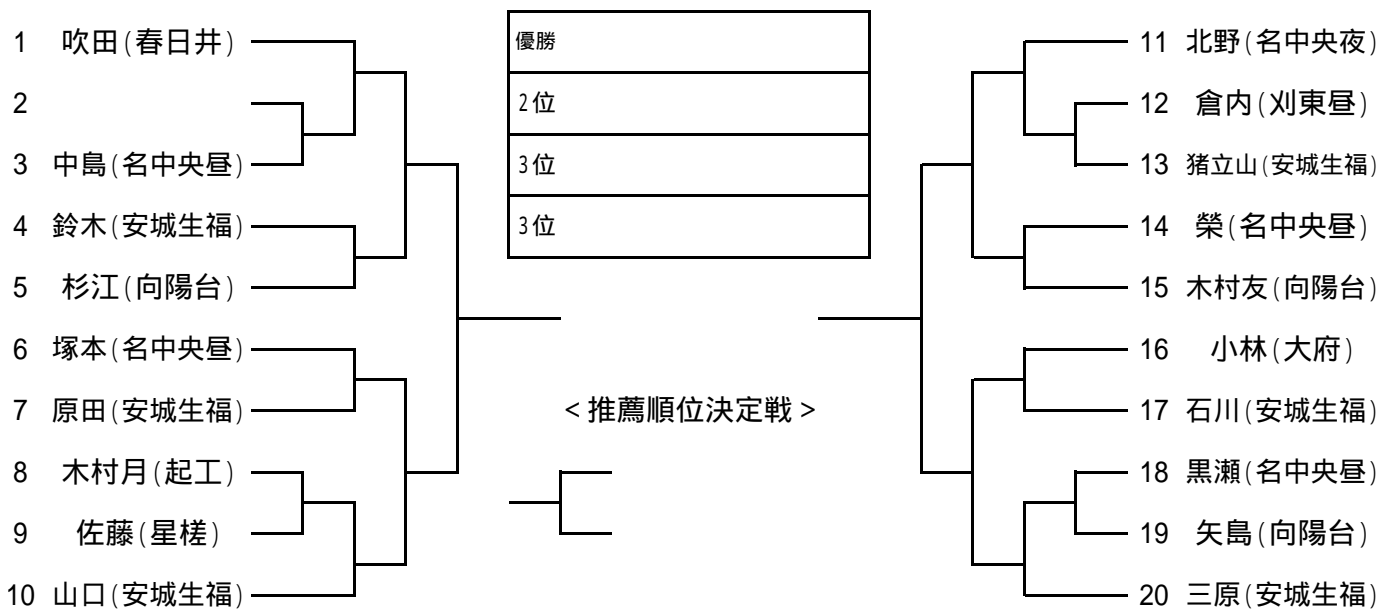 1 吹田(春日井)
2
3 中島(名中央昼)
4 鈴木(安城生福)
5 杉江(向陽台)
6 塚本(名中央昼)
7 原田(安城生福)
8 木村月(起工)
9 佐藤(星槎)
10 山口(安城生福)
優勝
2位
3位
3位
<推薦順位決定戦>
11 北野(名中央夜)
12 倉内(刈東昼)
13 猪立山(安城生福)
14 榮(名中央昼)
15 木村友(向陽台)
16 小林(大府)
17 石川(安城生福)
18 黒瀬(名中央昼)
19 矢島(向陽台)
20 三原(安城生福)